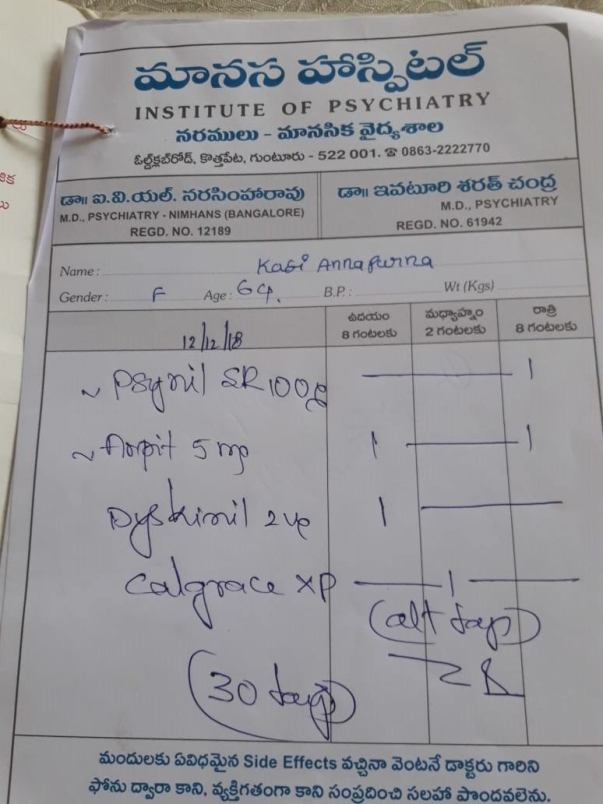 మానస హాస్పిటల్
INSTITUTE OF PSYCHIATRY
నరములు - మానసిక వైద్యశాల
ఓల్డ్‌క్లబ్‌రోడ్, కొత్తపేట, గుంటూరు - 522 001. ☎ 0863-2222770
డా॥ ఐ.వి.యల్. నరసింహారావు
M.D., PSYCHIATRY - NIMHANS (BANGALORE)
REGD. NO. 12189
డా॥ ఇవటూరి శరత్ చంద్ర
M.D., PSYCHIATRY
REGD. NO. 61942
Name : Kasi Annapurna
Gender : F Age : 64. B.P. : Wt (Kgs)
ఉదయం 8 గంటలకు మధ్యాహ్నం 2 గంటలకు రాత్రి 8 గంటలకు
12/12/18
Psynil SR 100 1
5 mg 1 1
Dyskinil 2 1
Calgrace XP 1
(alt days)
(30 days)
మందులకు ఏవిధమైన Side Effects వచ్చినా వెంటనే డాక్టరు గారిని
ఫోను ద్వారా కాని, వ్యక్తిగతంగా కాని సంప్రదించి సలహా పొందవలెను.